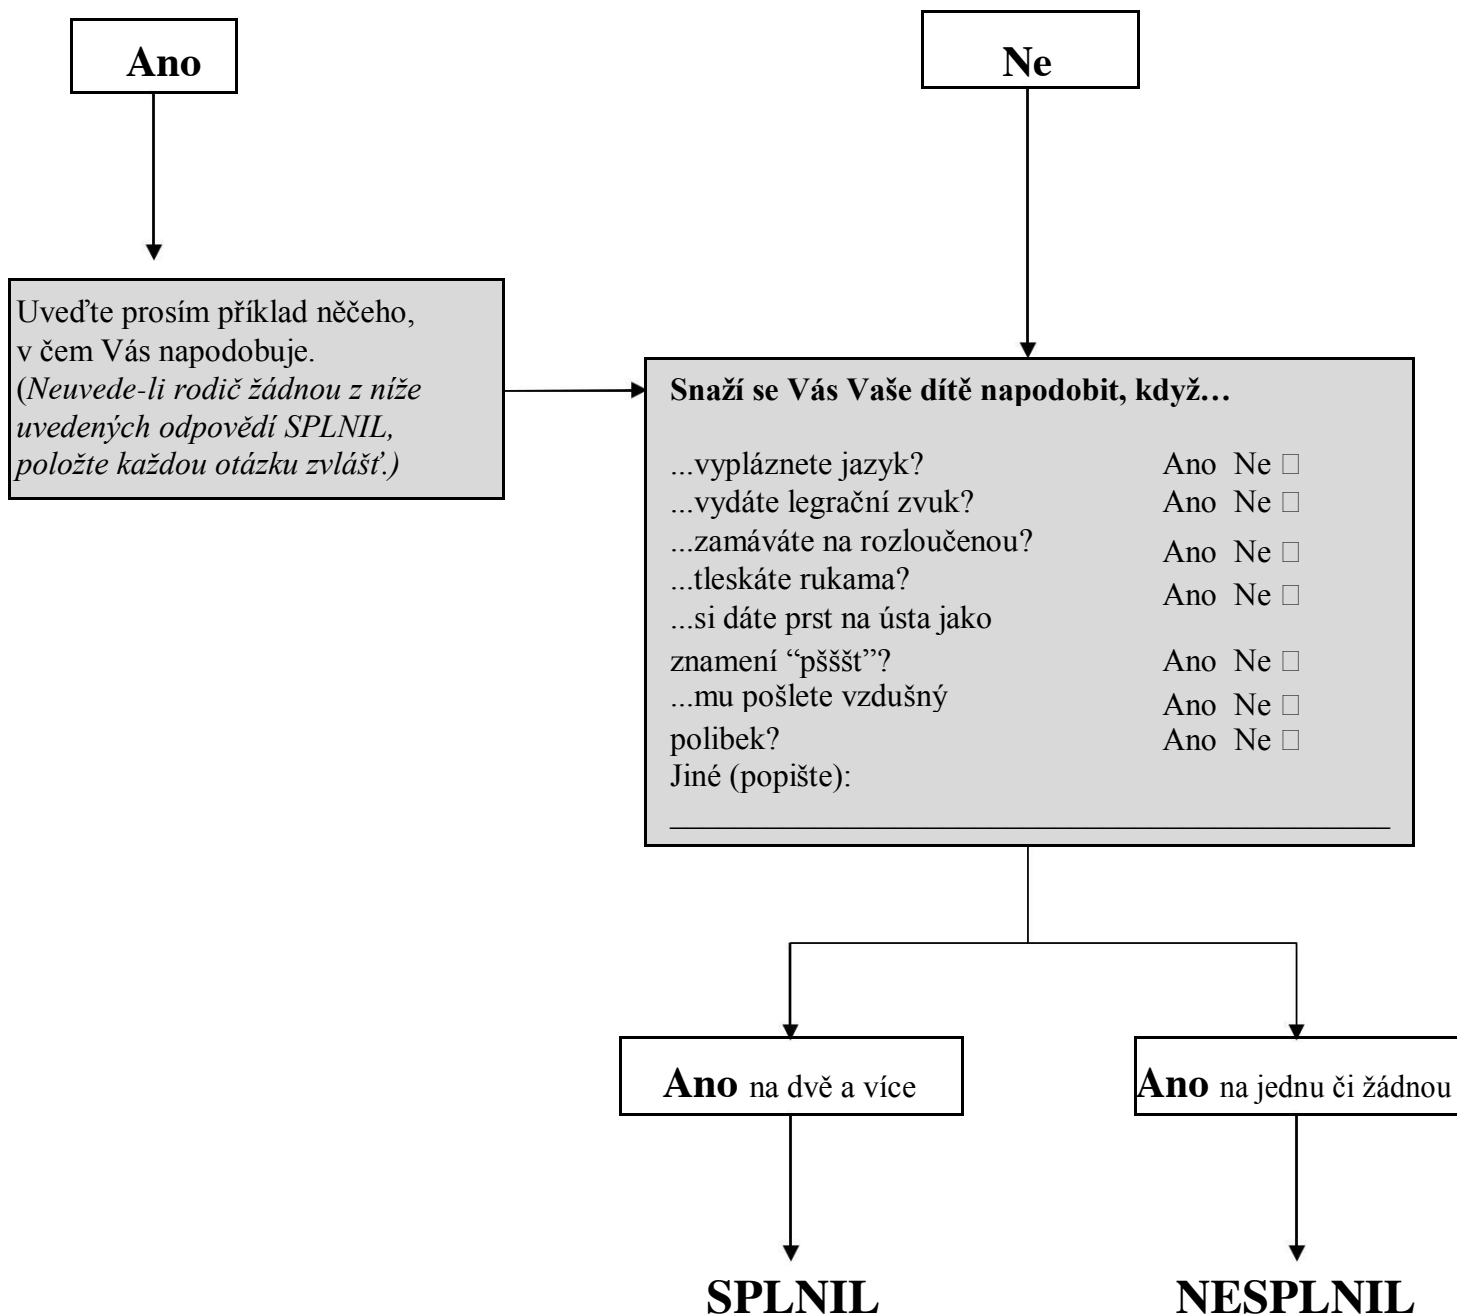 Ano
Ne
Uveďte prosím příklad něčeho,
v čem Vás napodobuje.
(Neuvede-li rodič žádnou z níže
uvedených odpovědí SPLNIL,
položte každou otázku zvlášť.)
Snaží se Vás Vaše dítě napodobit, když…
...vypláznete jazyk? Ano Ne □
...vydáte legrační zvuk? Ano Ne □
...zamáváte na rozloučenou? Ano Ne □
...tleskáte rukama? Ano Ne □
...si dáte prst na ústa jako
znamení “pšššt”? Ano Ne □
...mu pošlete vzdušný Ano Ne □
polibek? Ano Ne □
Jiné (popište):
Ano na dvě a více
Ano na jednu či žádnou
SPLNIL
NESPLNIL